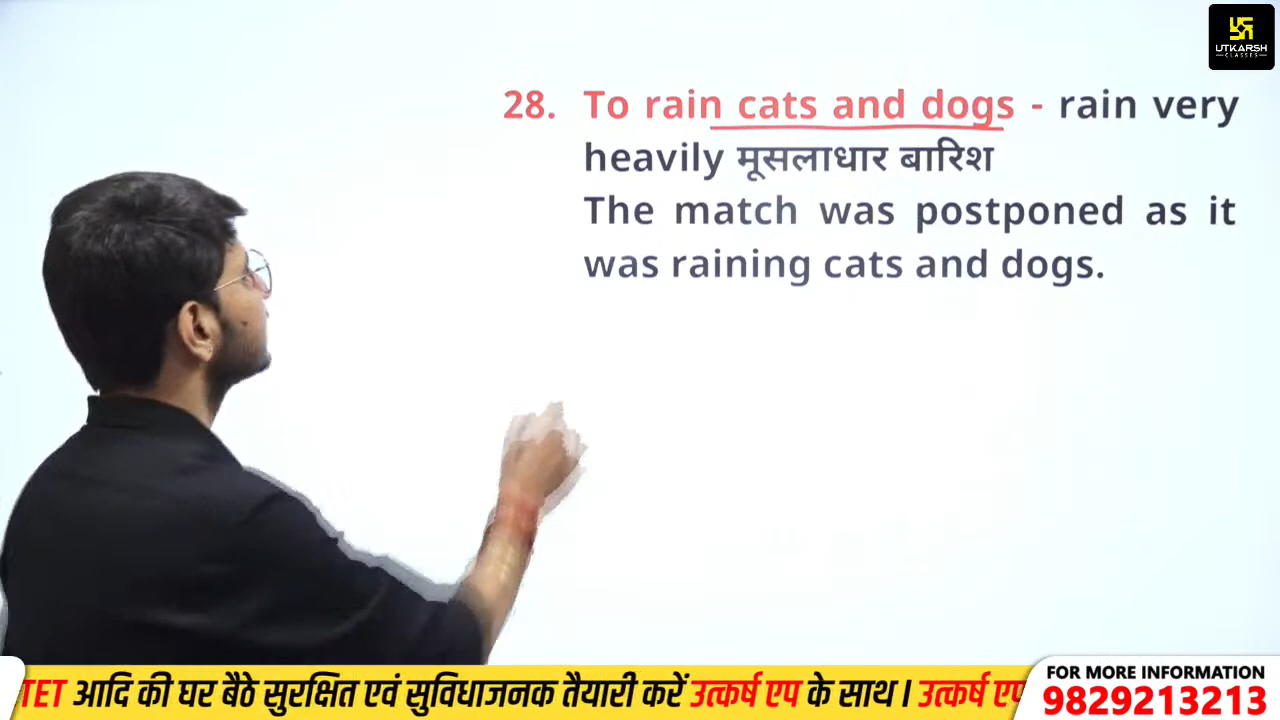 UTKARSH
CLASSES
28. To rain cats and dogs - rain very
heavily मूसलाधार बारिश
The match was postponed as it
was raining cats and dogs.
TET आदि की घर बैठे सुरक्षित एवं सुविधाजनक तैयारी करें उत्कर्ष एप के साथ। उत्कर्ष एप
FOR MORE INFORMATION
9829213213